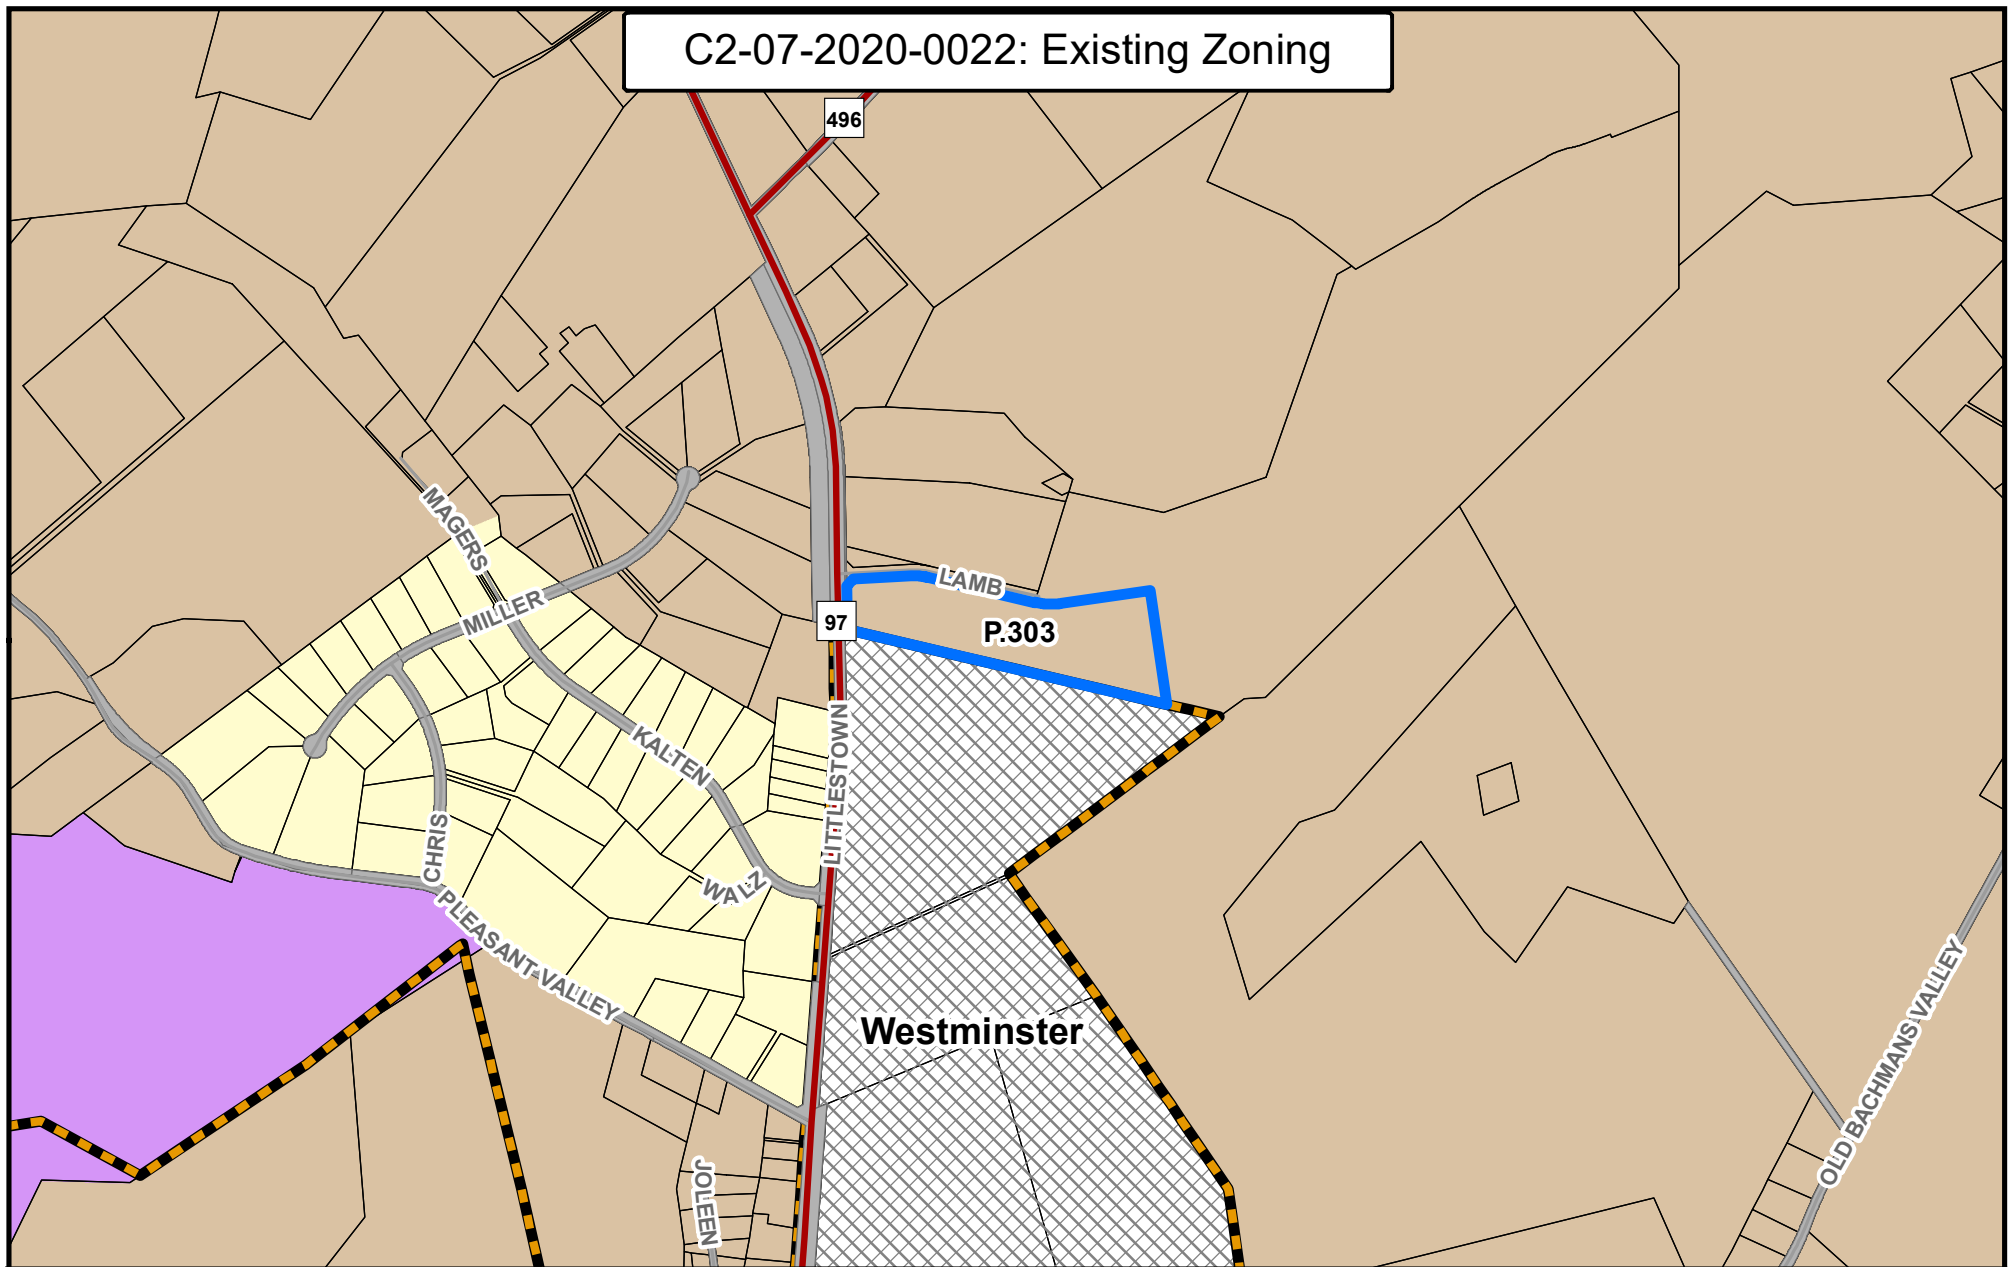 C2-07-2020-0022: Existing Zoning
496
MAGERS
LAMB
MILLER
97
P.303
KALTEN
LITTLESTOWN
CHRIS
WALZ
PLEASANT VALLEY
Westminster
OLD BACHMANS VALLEY
JOLEEN